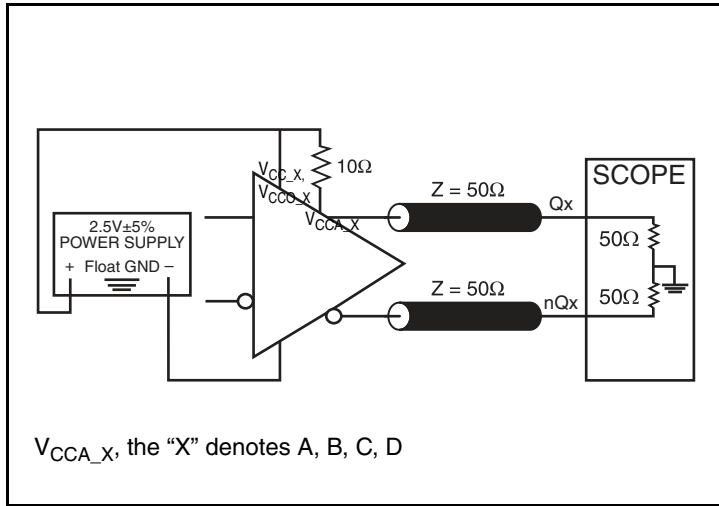 V_CC_X,
V_CCO_X
V_CCA_X
10Ω
2.5V±5%
POWER SUPPLY
+ Float GND –
Z = 50Ω
Qx
SCOPE
50Ω
50Ω
Z = 50Ω
nQx
V_CCA_X, the “X” denotes A, B, C, D